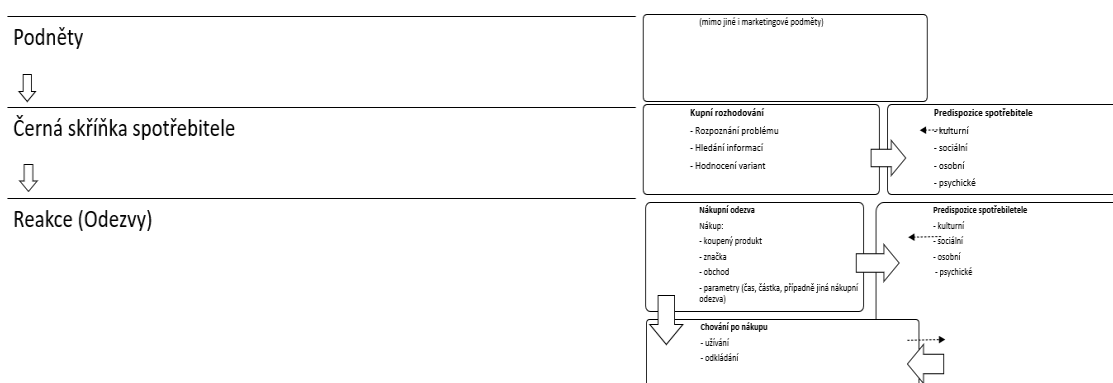 Podněty
Černá skříňka spotřebitele
Reakce (Odezvy)
(mimo jiné i marketingové podměty)
Kupní rozhodování
- Rozpoznání problému
- Hledání informací
- Hodnocení variant
Predispozice spotřebitele
- kulturní
- sociální
- osobní
- psychické
Nákupní odezva
Nákup:
- koupený produkt
- značka
- obchod
- parametry (čas, částka, případně jiná nákupní
odezva)
Predispozice spotřebiletele
- kulturní
- sociální
- osobní
- psychické
Chování po nákupu
- užívání
- odkládání